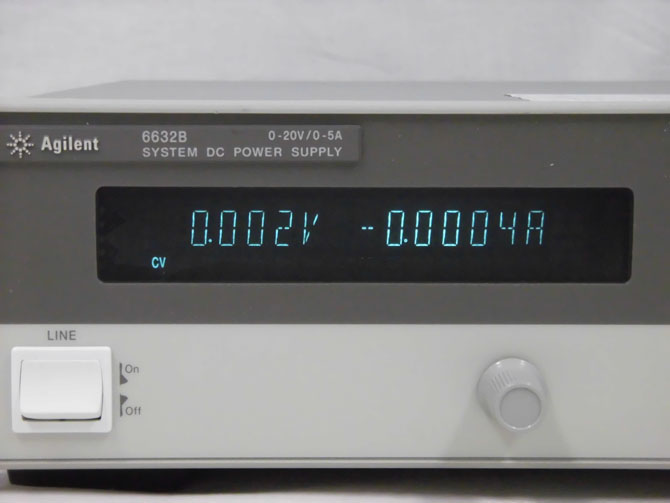 Agilent
6632B 0-20V/0-5A
SYSTEM DC POWER SUPPLY
0.002V -0.0004A
CV
LINE
On
Off